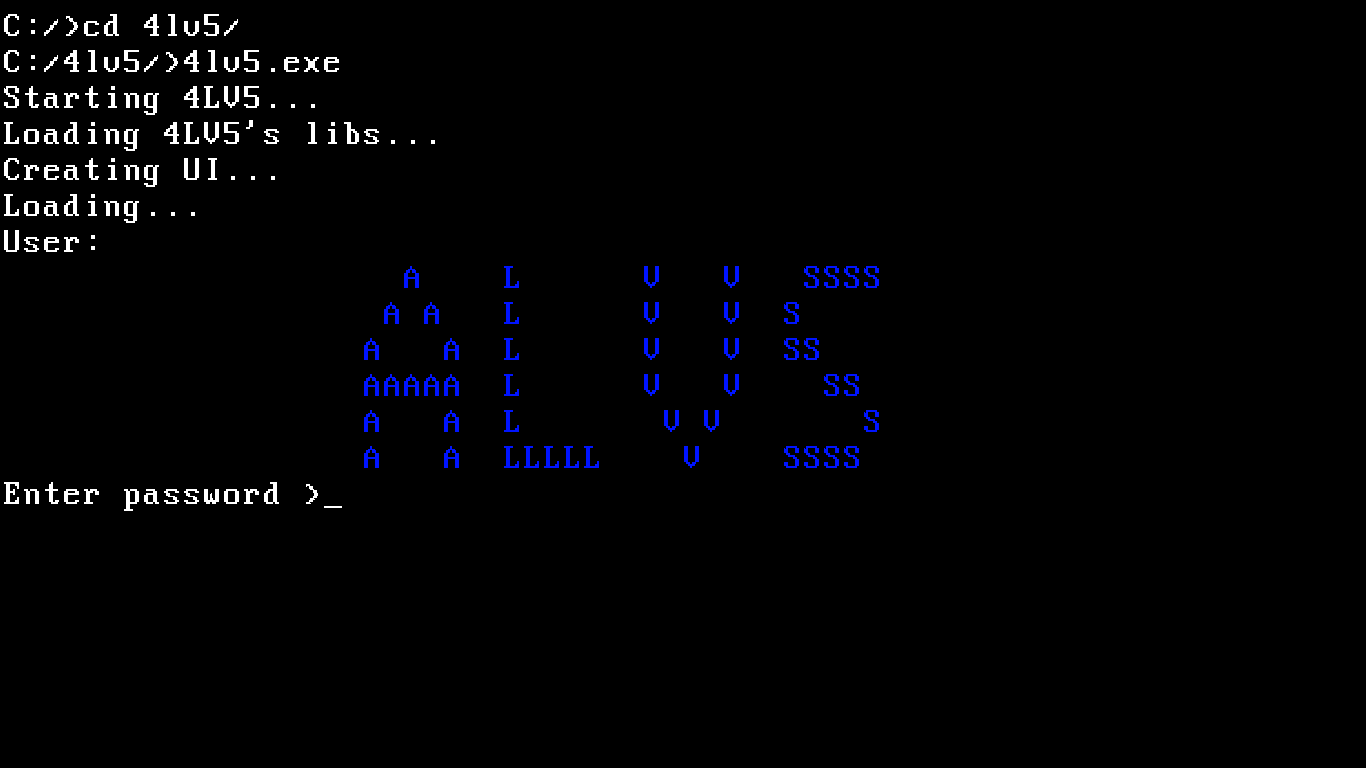 C:/>cd 4lv5/
C:/4lv5/>4lv5.exe
Starting 4LV5...
Loading 4LV5's libs...
Creating UI...
Loading...
User:
                    A    L      V   V   SSSS
                   A A   L      V   V  S
                  A   A  L      V   V  SS
                  AAAAA  L      V   V    SS
                  A   A  L       V V       S
                  A   A  LLLLL    V    SSSS
Enter password >_